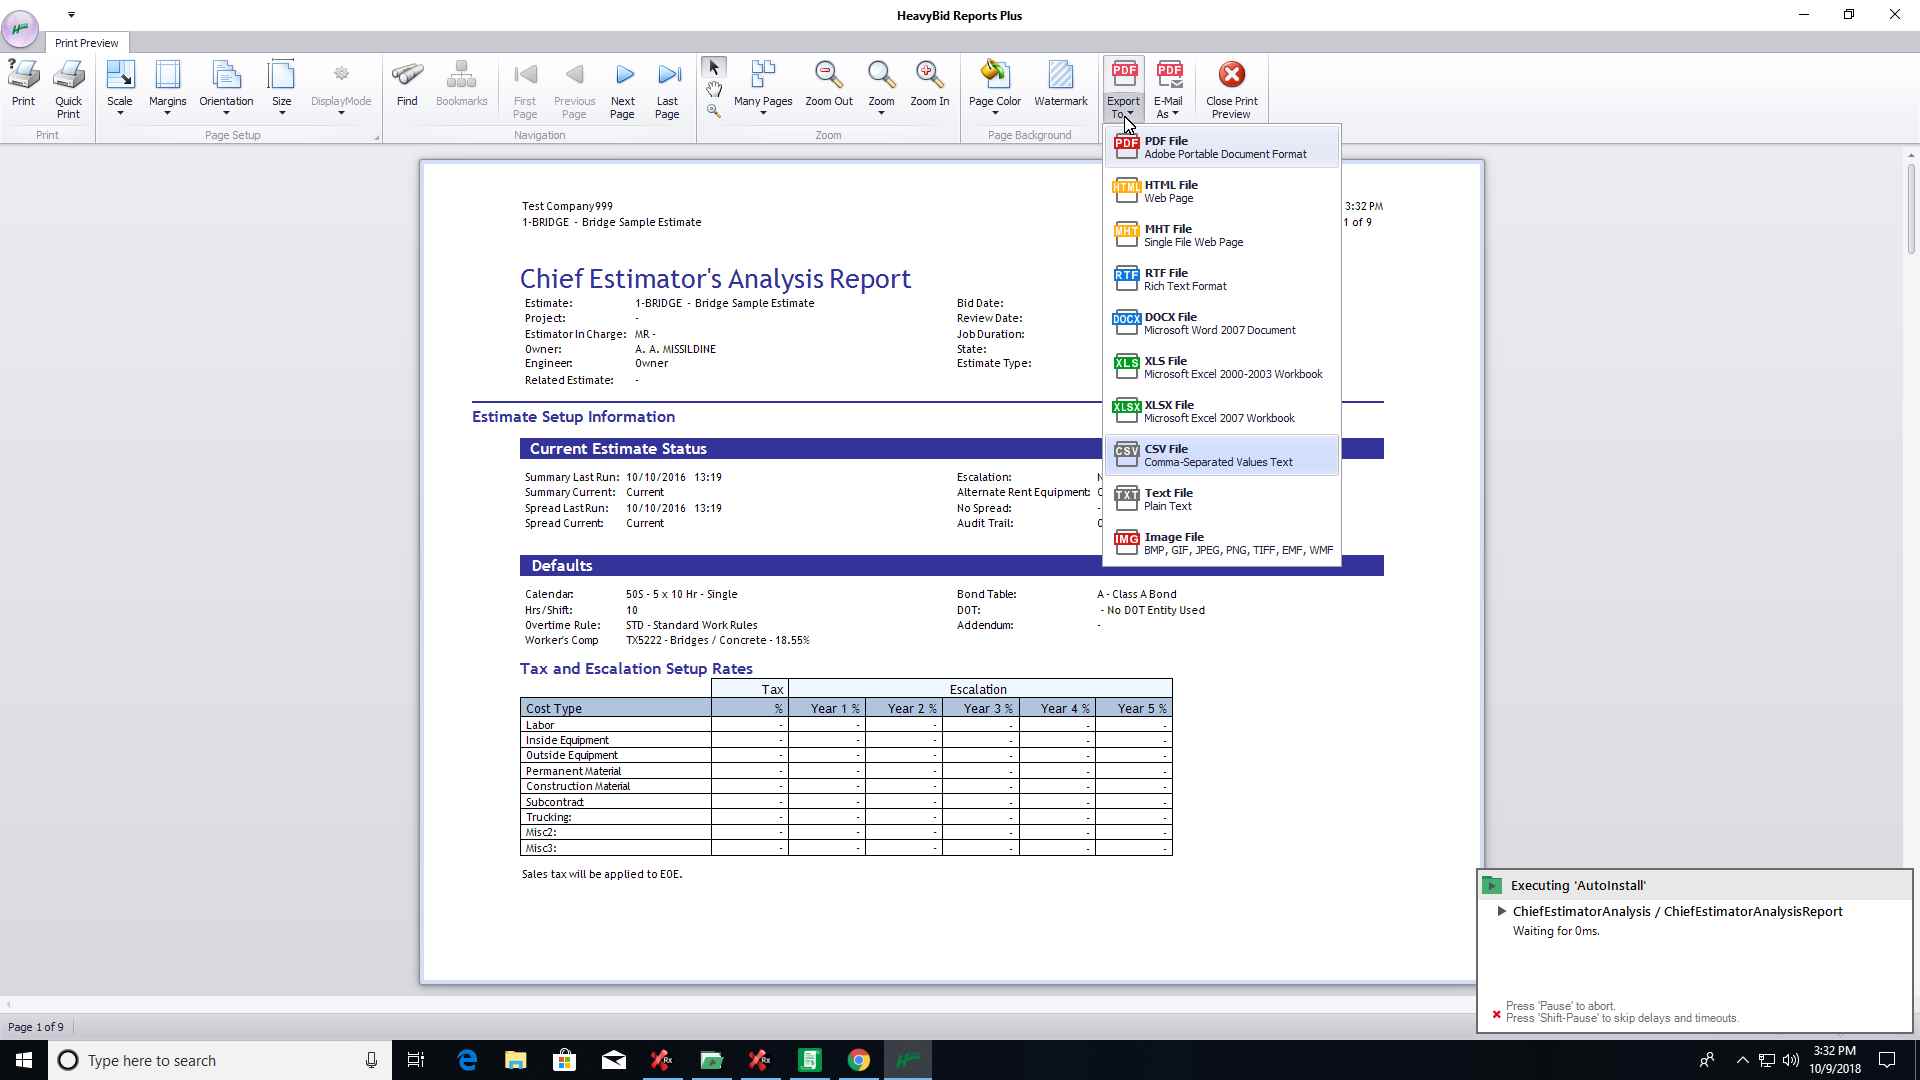 HeavyBid Reports Plus
Print Preview
Print
Quick Print
Scale
Margins
Orientation
Size
DisplayMode
Find
Bookmarks
First Page
Previous Page
Next Page
Last Page
Many Pages
Zoom Out
Zoom
Zoom In
Page Color
Watermark
PDF
Export To
PDF
E-Mail As
Close Print Preview
Print
Page Setup
Navigation
Zoom
Page Background
PDF
PDF File
Adobe Portable Document Format
HTML
HTML File
Web Page
MHT
MHT File
Single File Web Page
RTF
RTF File
Rich Text Format
DOCX
DOCX File
Microsoft Word 2007 Document
XLS
XLS File
Microsoft Excel 2000-2003 Workbook
XLSX
XLSX File
Microsoft Excel 2007 Workbook
CSV
CSV File
Comma-Separated Values Text
TXT
Text File
Plain Text
IMG
Image File
BMP, GIF, JPEG, PNG, TIFF, EMF, WMF
Test Company999
3:32 PM
1-BRIDGE - Bridge Sample Estimate
1 of 9
Chief Estimator's Analysis Report
Estimate: 1-BRIDGE - Bridge Sample Estimate Bid Date:
Project: - Review Date:
Estimator In Charge: MR - Job Duration:
Owner: A. A. MISSILDINE State:
Engineer: Owner Estimate Type:
Related Estimate: -
Estimate Setup Information
Current Estimate Status
Summary Last Run: 10/10/2016 13:19 Escalation: N
Summary Current: Current Alternate Rent Equipment:
Spread Last Run: 10/10/2016 13:19 No Spread: -
Spread Current: Current Audit Trail:
Defaults
Calendar: 50S - 5 x 10 Hr - Single Bond Table: A - Class A Bond
Hrs/Shift: 10 DOT: - No DOT Entity Used
Overtime Rule: STD - Standard Work Rules Addendum: -
Worker's Comp TX5222 - Bridges / Concrete - 18.55%
Tax and Escalation Setup Rates
Tax Escalation
Cost Type % Year 1 % Year 2 % Year 3 % Year 4 % Year 5 %
Labor - - - - - -
Inside Equipment - - - - - -
Outside Equipment - - - - - -
Permanent Material - - - - - -
Construction Material - - - - - -
Subcontract - - - - - -
Trucking: - - - - - -
Misc2: - - - - - -
Misc3: - - - - - -
Sales tax will be applied to EOE.
Executing 'AutoInstall'
ChiefEstimatorAnalysis / ChiefEstimatorAnalysisReport
Waiting for 0ms.
Press 'Pause' to abort.
Press 'Shift-Pause' to skip delays and timeouts.
Page 1 of 9
Type here to search
3:32 PM
10/9/2018